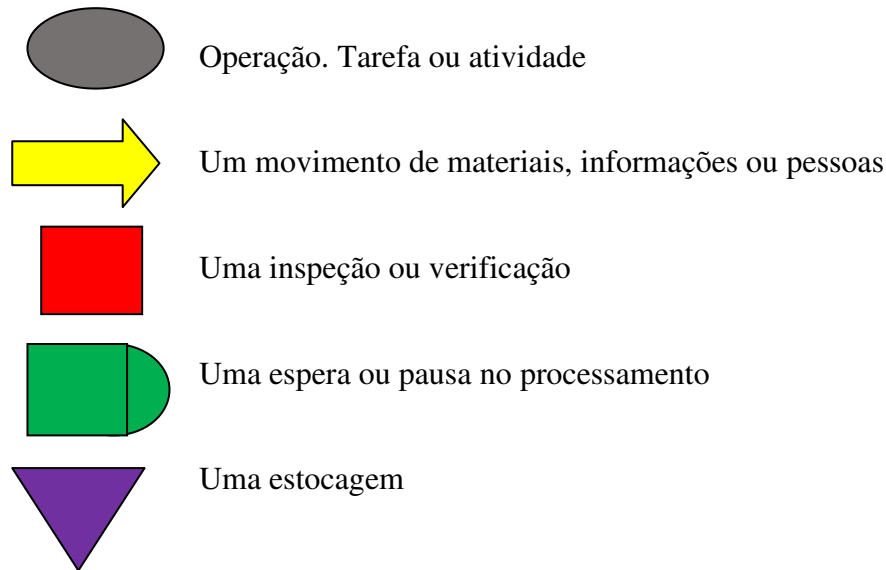 Operação. Tarefa ou atividade
Um movimento de materiais, informações ou pessoas
Uma inspeção ou verificação
Uma espera ou pausa no processamento
Uma estocagem